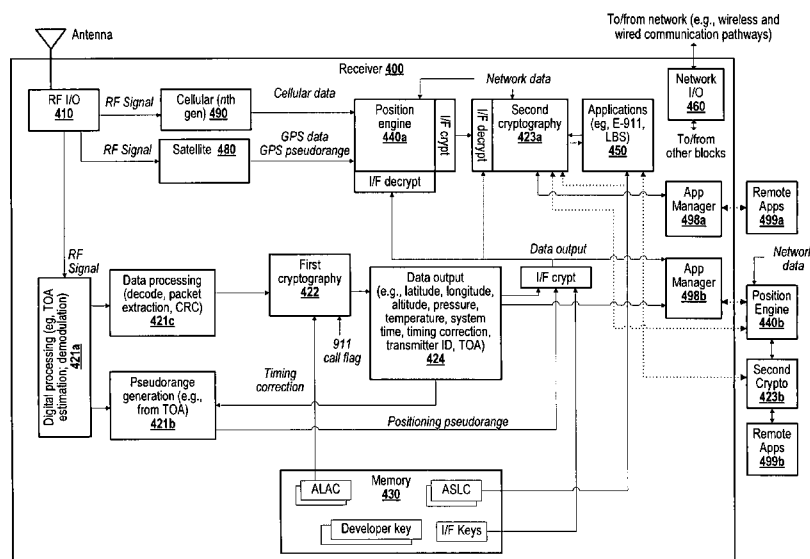 To/from network (e.g., wireless and
wired communication pathways)
Antenna
Receiver 400
Network data
Network
I/O
460
RF I/O
410
RF Signal
Cellular (nth
gen) 490
Cellular data
Position
engine
440a
I/F crypt
I/F decrypt
Second
cryptography
423a
Applications
(eg, E-911,
LBS)
450
To/from
other blocks
RF Signal
Satellite
480
GPS data
GPS pseudorange
I/F decrypt
App
Manager
498a
Remote
Apps
499a
RF
Signal
First
cryptography
422
Data output
I/F crypt
App
Manager
498b
Network
data
Digital processing (eg, TOA
estimation; demodulation)
421a
Data processing
(decode, packet
extraction, CRC)
421c
Data output
(e.g., latitude, longitude,
altitude, pressure,
temperature, system
time, timing correction,
transmitter ID, TOA)
424
Position
Engine
440b
911
call flag
Timing
correction
Pseudorange
generation (e.g.,
from TOA)
421b
Positioning pseudorange
Second
Crypto
423b
Remote
Apps
499b
ALAC
Memory
430
ASLC
Developer key
I/F Keys